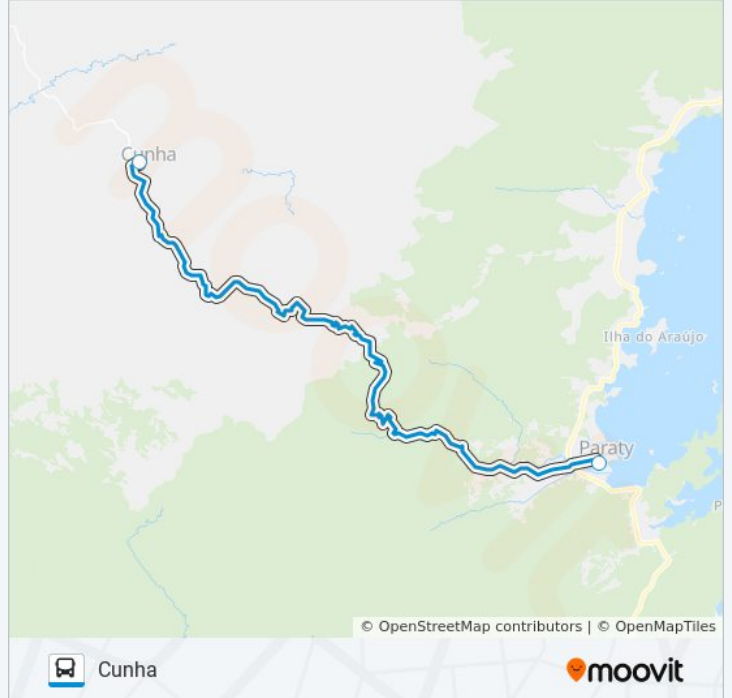 Cunha
Ilha do Araújo
Paraty
P
© OpenStreetMap contributors | © OpenMapTiles
Cunha
moovit